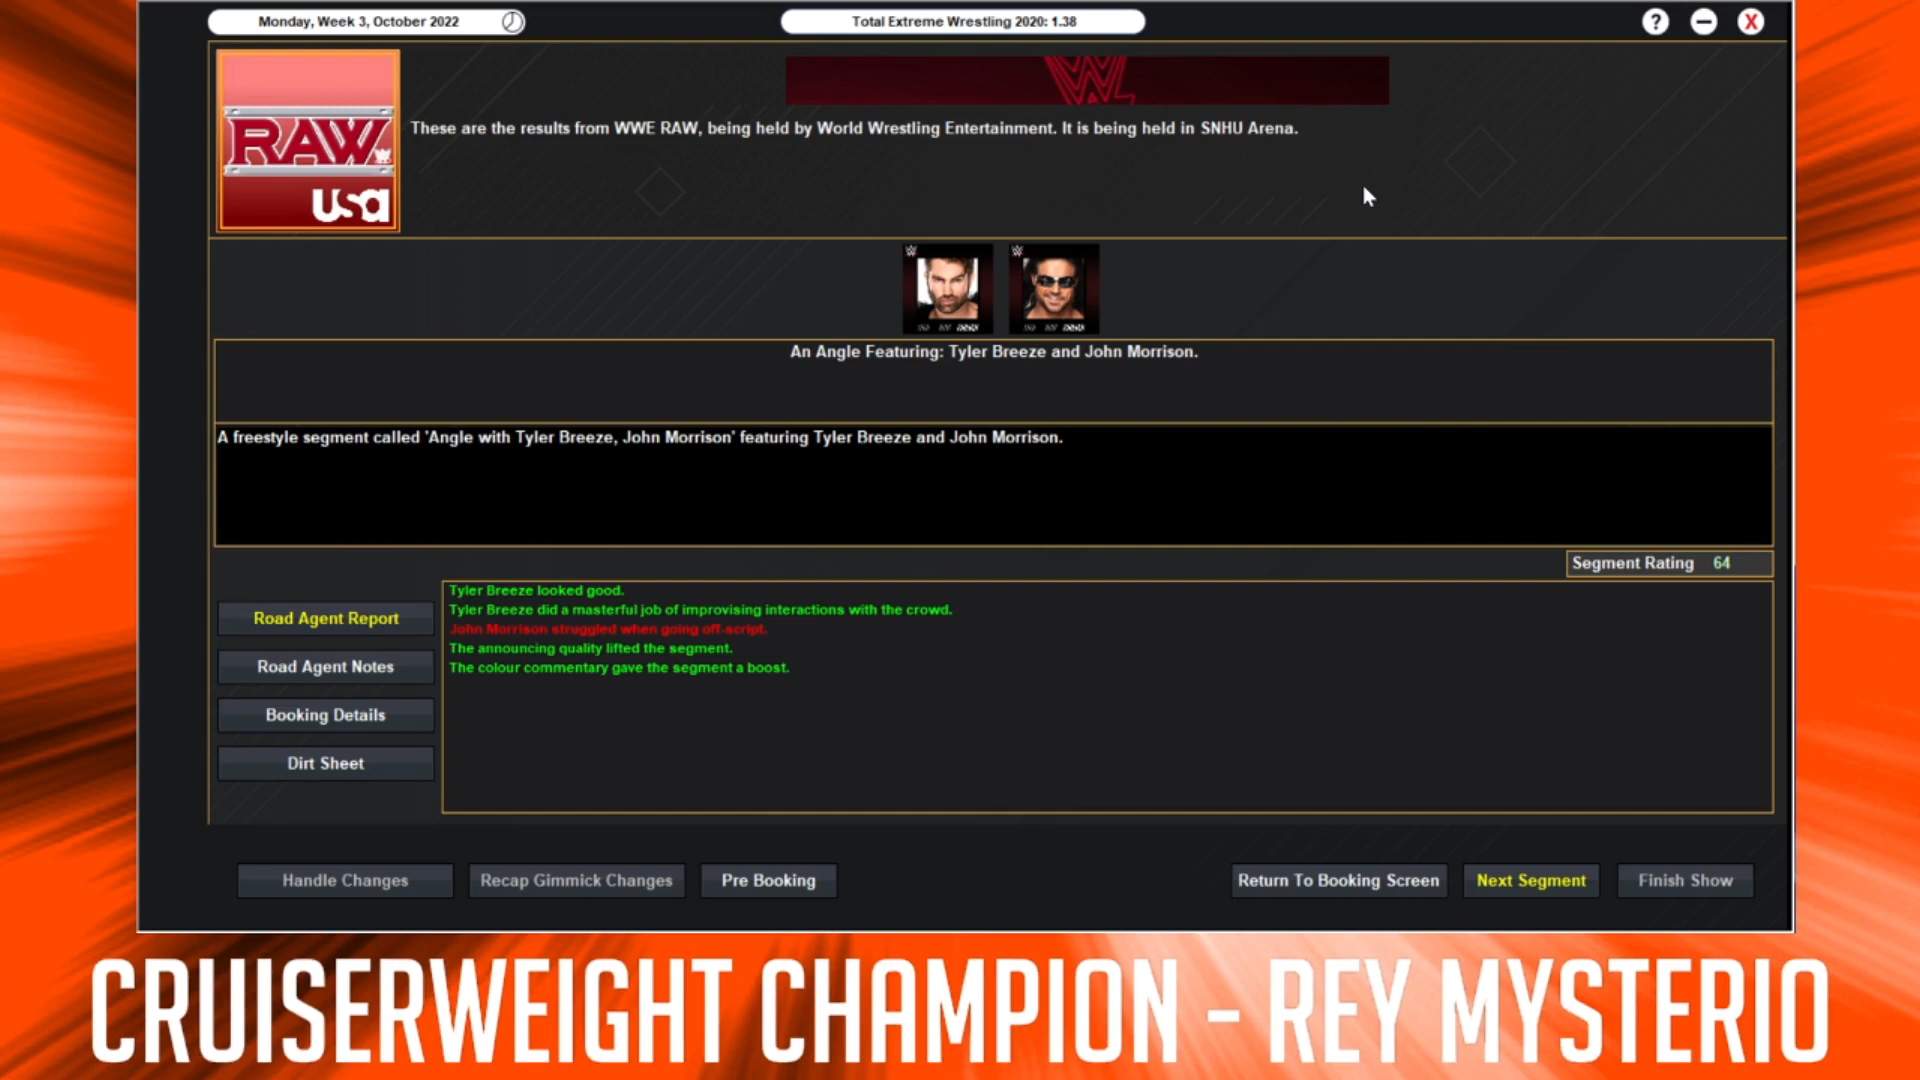 Monday, Week 3, October 2022
Total Extreme Wrestling 2020: 1.38
?
X
RAW
usa
These are the results from WWE RAW, being held by World Wrestling Entertainment. It is being held in SNHU Arena.
An Angle Featuring: Tyler Breeze and John Morrison.
A freestyle segment called 'Angle with Tyler Breeze, John Morrison' featuring Tyler Breeze and John Morrison.
Segment Rating 64
Road Agent Report
Road Agent Notes
Booking Details
Dirt Sheet
Tyler Breeze looked good.
Tyler Breeze did a masterful job of improvising interactions with the crowd.
John Morrison struggled when going off-script.
The announcing quality lifted the segment.
The colour commentary gave the segment a boost.
Handle Changes
Recap Gimmick Changes
Pre Booking
Return To Booking Screen
Next Segment
Finish Show
CRUISERWEIGHT CHAMPION - REY MYSTERIO